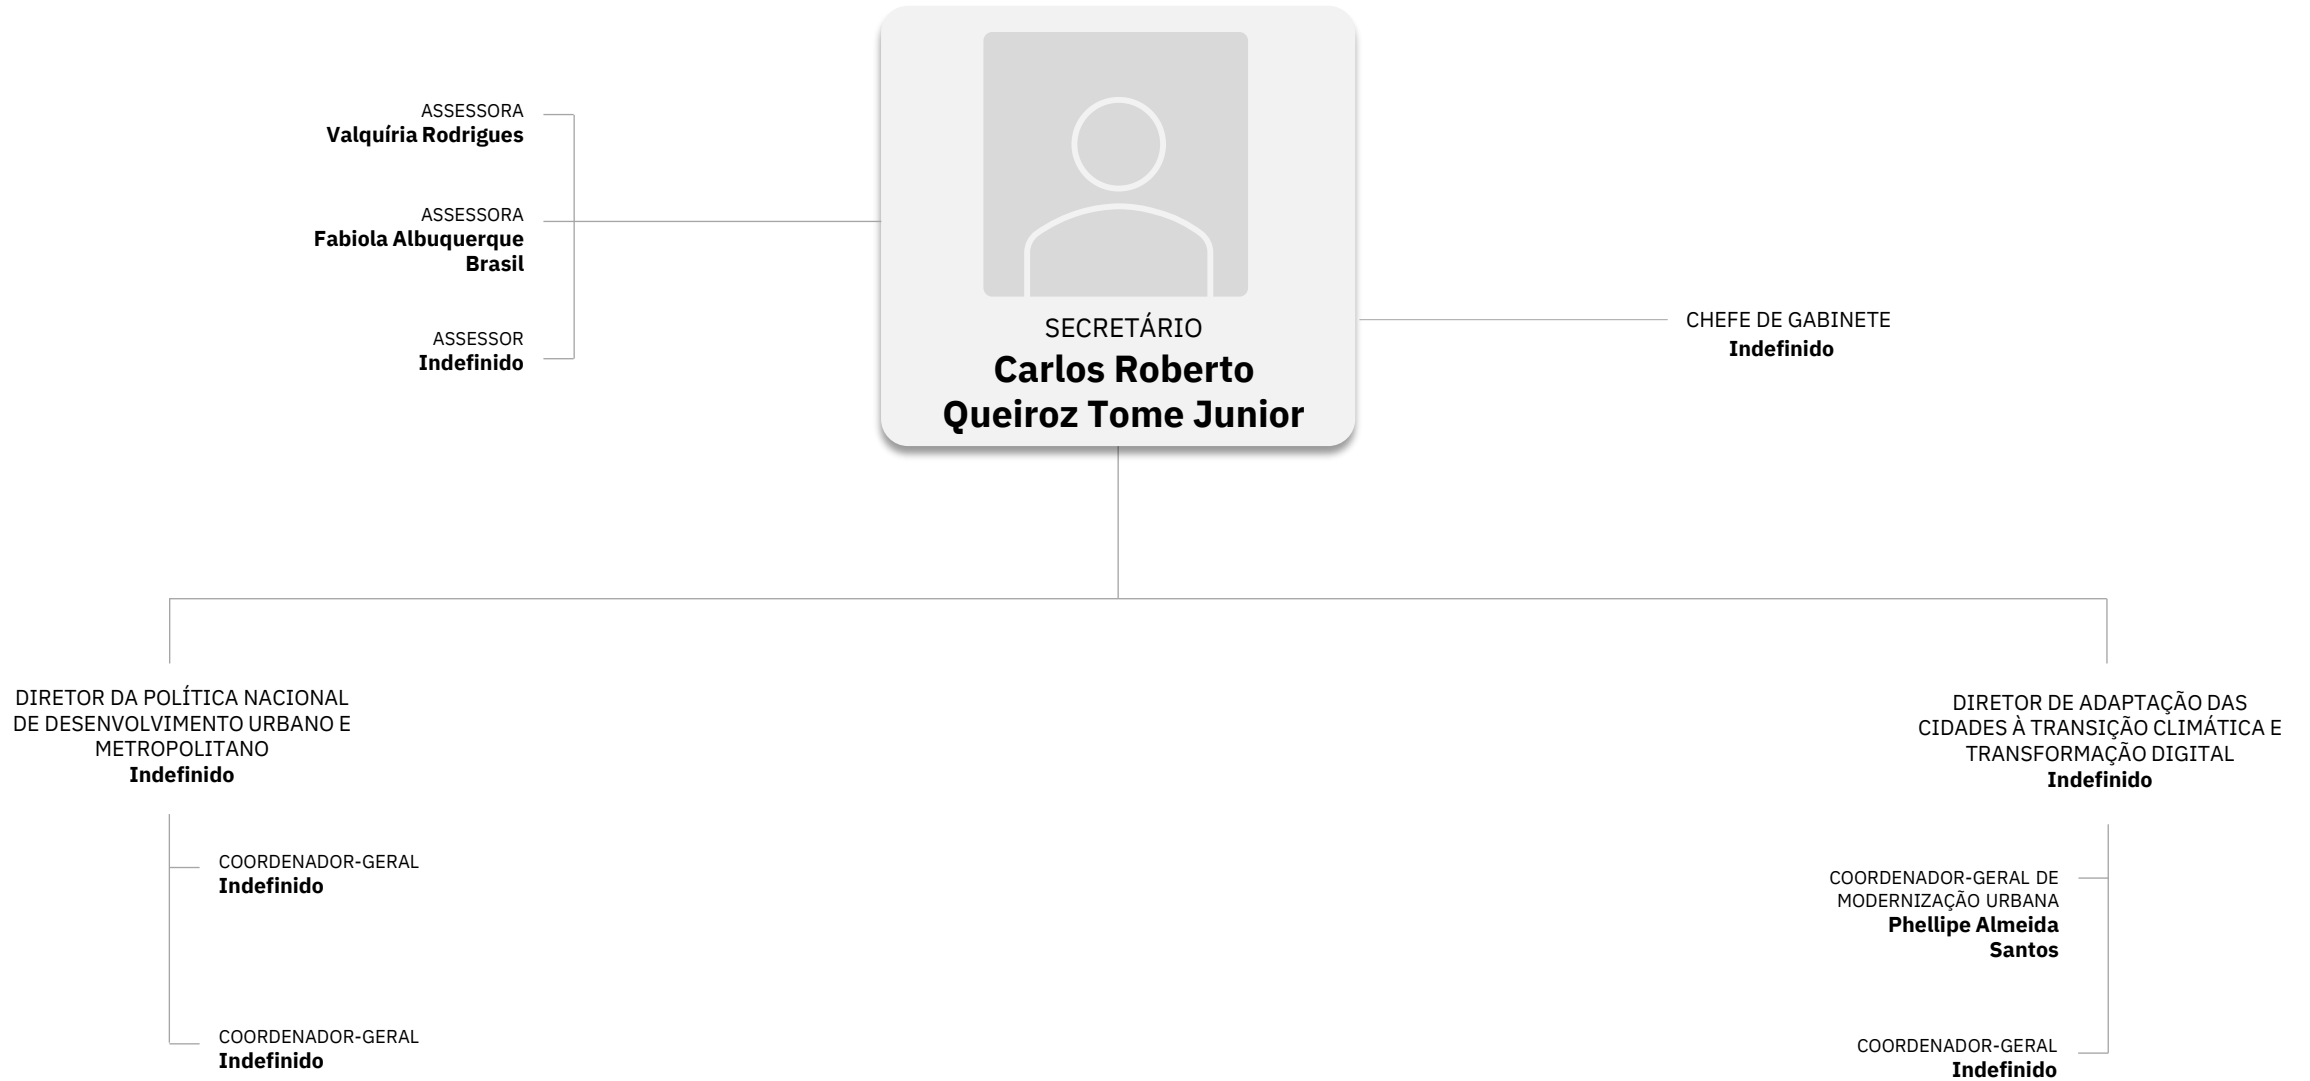 ASSESSORA
Valquíria Rodrigues
ASSESSORA
Fabiola Albuquerque
Brasil
ASSESSOR
Indefinido
SECRETÁRIO
Carlos Roberto
Queiroz Tome Junior
CHEFE DE GABINETE
Indefinido
DIRETOR DA POLÍTICA NACIONAL
DE DESENVOLVIMENTO URBANO E
METROPOLITANO
Indefinido
COORDENADOR-GERAL
Indefinido
COORDENADOR-GERAL
Indefinido
DIRETOR DE ADAPTAÇÃO DAS
CIDADES À TRANSIÇÃO CLIMÁTICA E
TRANSFORMAÇÃO DIGITAL
Indefinido
COORDENADOR-GERAL DE
MODERNIZAÇÃO URBANA
Phellipe Almeida
Santos
COORDENADOR-GERAL
Indefinido